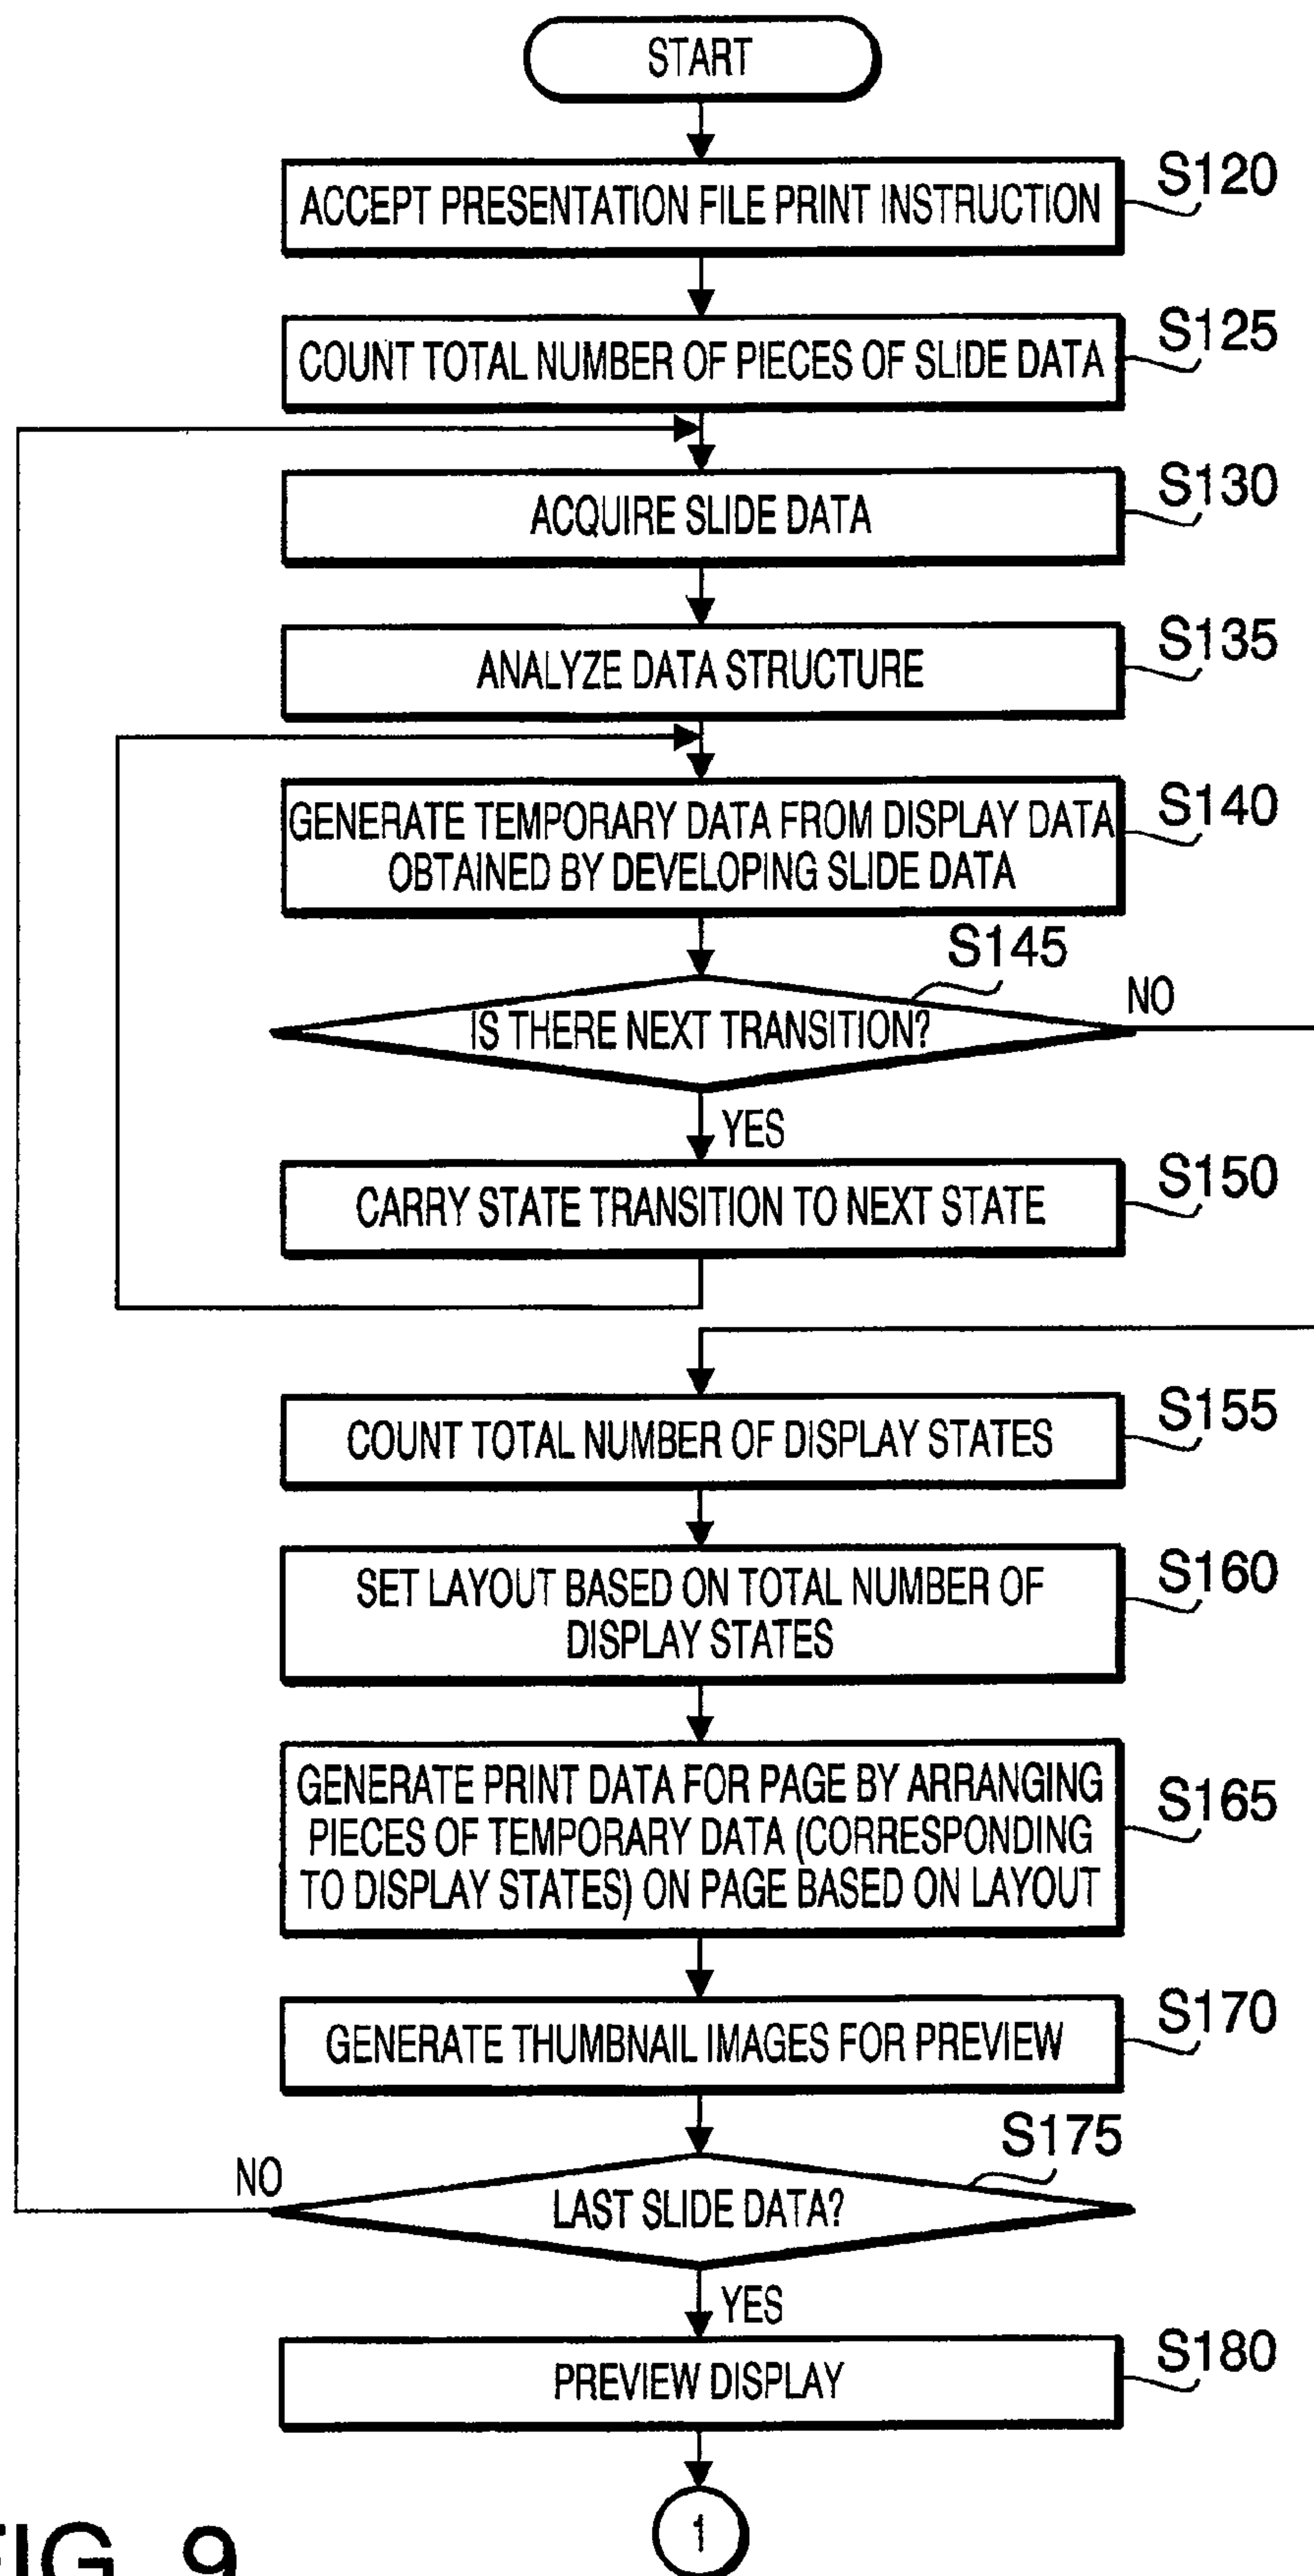 START
ACCEPT PRESENTATION FILE PRINT INSTRUCTION
S120
COUNT TOTAL NUMBER OF PIECES OF SLIDE DATA
S125
ACQUIRE SLIDE DATA
S130
ANALYZE DATA STRUCTURE
S135
GENERATE TEMPORARY DATA FROM DISPLAY DATA
OBTAINED BY DEVELOPING SLIDE DATA
S140
S145
IS THERE NEXT TRANSITION?
NO
YES
CARRY STATE TRANSITION TO NEXT STATE
S150
COUNT TOTAL NUMBER OF DISPLAY STATES
S155
SET LAYOUT BASED ON TOTAL NUMBER OF
DISPLAY STATES
S160
GENERATE PRINT DATA FOR PAGE BY ARRANGING
PIECES OF TEMPORARY DATA (CORRESPONDING
TO DISPLAY STATES) ON PAGE BASED ON LAYOUT
S165
GENERATE THUMBNAIL IMAGES FOR PREVIEW
S170
S175
NO
LAST SLIDE DATA?
YES
PREVIEW DISPLAY
S180
1
FIG. 9